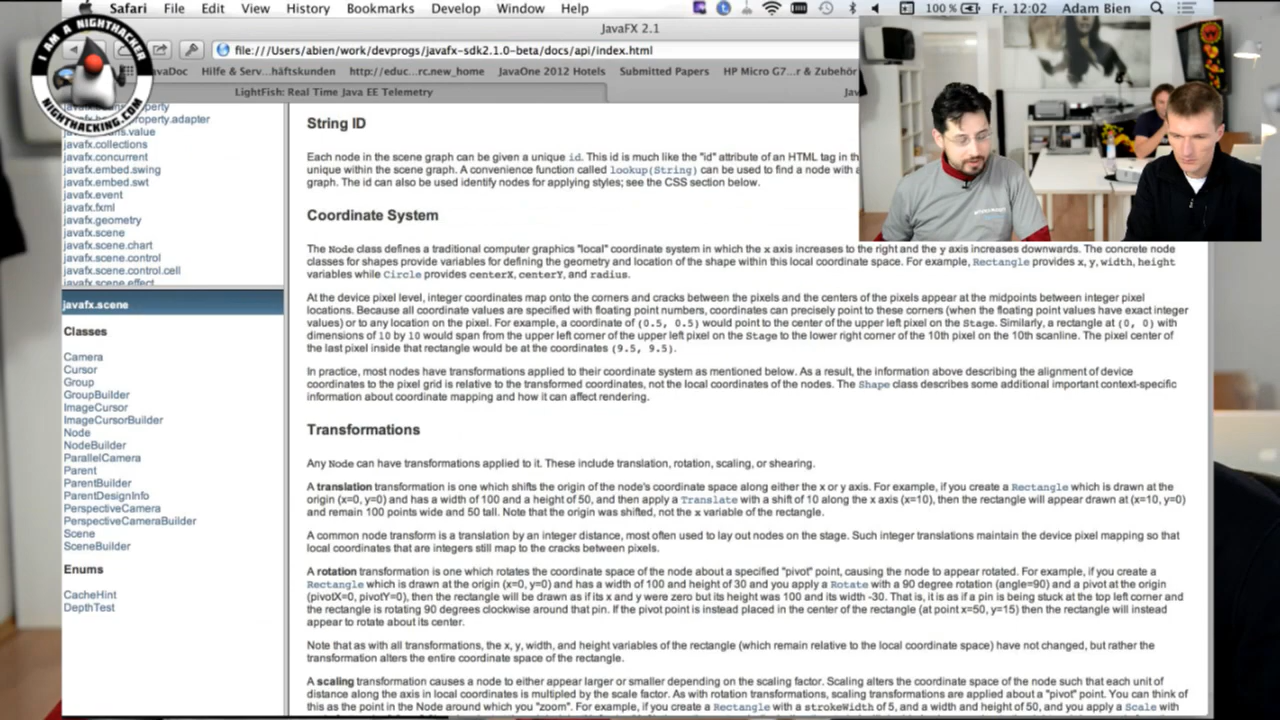 Safari File Edit View History Bookmarks Develop Window Help 100 % Fr. 12:02 Adam Bien
JavaFX 2.1
file:///Users/abien/work/devprogs/javafx-sdk2.1.0-beta/docs/api/index.html
vaDoc Hilfe & Serv...häftskunden http://educ...rc.new_home JavaOne 2012 Hotels Submitted Papers HP Micro G7...r & Zubehör
LightFish: Real Time Java EE Telemetry
I AM A NIGHTHACKER
NIGHTHACKING.COM
property.adapter
javafx.collections
javafx.concurrent
javafx.embed.swing
javafx.embed.swt
javafx.event
javafx.fxml
javafx.geometry
javafx.scene
javafx.scene.chart
javafx.scene.control
javafx.scene.control.cell
javafx.scene.effect
javafx.scene
Classes
Camera
Cursor
Group
GroupBuilder
ImageCursor
ImageCursorBuilder
Node
NodeBuilder
ParallelCamera
Parent
ParentBuilder
ParentDesignInfo
PerspectiveCamera
PerspectiveCameraBuilder
Scene
SceneBuilder
Enums
CacheHint
DepthTest
String ID
Each node in the scene graph can be given a unique id. This id is much like the "id" attribute of an HTML tag in th
unique within the scene graph. A convenience function called lookup(String) can be used to find a node with a
graph. The id can also be used identify nodes for applying styles; see the CSS section below.
Coordinate System
The Node class defines a traditional computer graphics "local" coordinate system in which the x axis increases to the right and the y axis increases downwards. The concrete node
classes for shapes provide variables for defining the geometry and location of the shape within this local coordinate space. For example, Rectangle provides x, y, width, height
variables while Circle provides centerX, centerY, and radius.
At the device pixel level, integer coordinates map onto the corners and cracks between the pixels and the centers of the pixels appear at the midpoints between integer pixel
locations. Because all coordinate values are specified with floating point numbers, coordinates can precisely point to these corners (when the floating point values have exact integer
values) or to any location on the pixel. For example, a coordinate of (0.5, 0.5) would point to the center of the upper left pixel on the Stage. Similarly, a rectangle at (0, 0) with
dimensions of 10 by 10 would span from the upper left corner of the upper left pixel on the Stage to the lower right corner of the 10th pixel on the 10th scanline. The pixel center of
the last pixel inside that rectangle would be at the coordinates (9.5, 9.5).
In practice, most nodes have transformations applied to their coordinate system as mentioned below. As a result, the information above describing the alignment of device
coordinates to the pixel grid is relative to the transformed coordinates, not the local coordinates of the nodes. The Shape class describes some additional important context-specific
information about coordinate mapping and how it can affect rendering.
Transformations
Any Node can have transformations applied to it. These include translation, rotation, scaling, or shearing.
A translation transformation is one which shifts the origin of the node's coordinate space along either the x or y axis. For example, if you create a Rectangle which is drawn at the
origin (x=0, y=0) and has a width of 100 and a height of 50, and then apply a Translate with a shift of 10 along the x axis (x=10), then the rectangle will appear drawn at (x=10, y=0)
and remain 100 points wide and 50 tall. Note that the origin was shifted, not the x variable of the rectangle.
A common node transform is a translation by an integer distance, most often used to lay out nodes on the stage. Such integer translations maintain the device pixel mapping so that
local coordinates that are integers still map to the cracks between pixels.
A rotation transformation is one which rotates the coordinate space of the node about a specified "pivot" point, causing the node to appear rotated. For example, if you create a
Rectangle which is drawn at the origin (x=0, y=0) and has a width of 100 and height of 30 and you apply a Rotate with a 90 degree rotation (angle=90) and a pivot at the origin
(pivotX=0, pivotY=0), then the rectangle will be drawn as if its x and y were zero but its height was 100 and its width -30. That is, it is as if a pin is being stuck at the top left corner and
the rectangle is rotating 90 degrees clockwise around that pin. If the pivot point is instead placed in the center of the rectangle (at point x=50, y=15) then the rectangle will instead
appear to rotate about its center.
Note that as with all transformations, the x, y, width, and height variables of the rectangle (which remain relative to the local coordinate space) have not changed, but rather the
transformation alters the entire coordinate space of the rectangle.
A scaling transformation causes a node to either appear larger or smaller depending on the scaling factor. Scaling alters the coordinate space of the node such that each unit of
distance along the axis in local coordinates is multiplied by the scale factor. As with rotation transformations, scaling transformations are applied about a "pivot" point. You can think of
this as the point in the Node around which you "zoom". For example, if you create a Rectangle with a strokeWidth of 5, and a width and height of 50, and you apply a Scale with